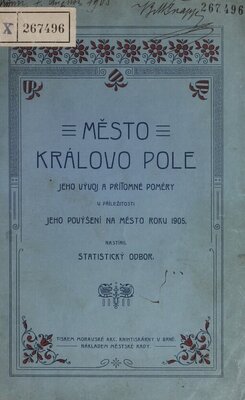 267496
X 267496
MĚSTO
KRÁLOVO POLE
JEHO VÝVOJ A PŘÍTOMNÉ POMĚRY
U PŘÍLEŽITOSTI
JEHO POVÝŠENÍ NA MĚSTO ROKU 1905.
NASTÍNIL
STATISTICKÝ ODBOR.
TISKEM MORAVSKÉ AKC. KNIHTISKÁRNY V BRNĚ.
NÁKLADEM MĚSTSKÉ RADY.